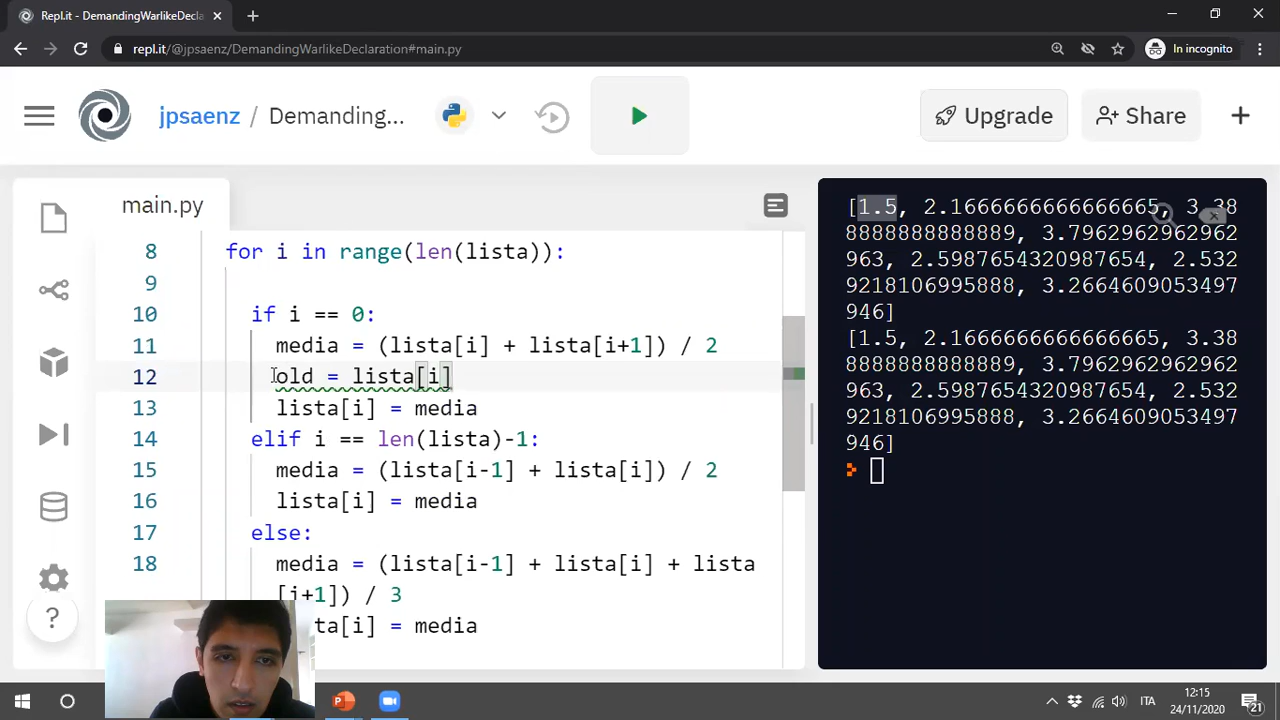 Repl.it - DemandingWarlikeDeclaration
repl.it/@jpsaenz/DemandingWarlikeDeclaration#main.py
In incognito
jpsaenz / Demanding...
Upgrade
Share
main.py
8 for i in range(len(lista)):
9
10 if i == 0:
11 media = (lista[i] + lista[i+1]) / 2
12 old = lista[i]
13 lista[i] = media
14 elif i == len(lista)-1:
15 media = (lista[i-1] + lista[i]) / 2
16 lista[i] = media
17 else:
18 media = (lista[i-1] + lista[i] + lista
[i+1]) / 3
ta[i] = media
[1.5, 2.1666666666666665, 3.38
88888888888889, 3.7962962962962
963, 2.5987654320987654, 2.532
9218106995888, 3.2664609053497
946]
[1.5, 2.1666666666666665, 3.38
88888888888889, 3.7962962962962
963, 2.5987654320987654, 2.532
9218106995888, 3.2664609053497
946]
?
ITA
12:15
24/11/2020
21